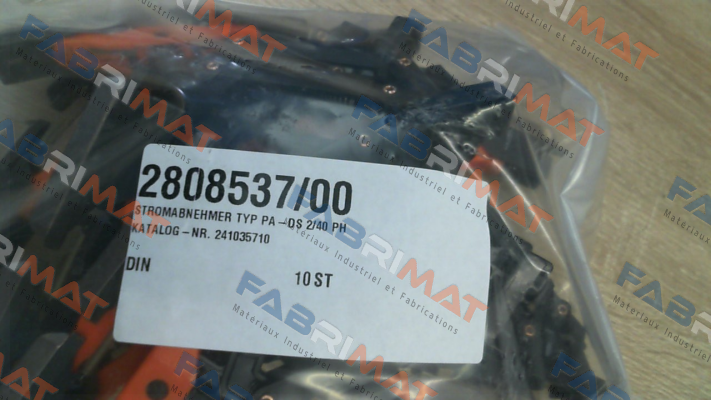 2808537/00
STROMABNEHMER TYP PA-DS 2/40 PH
KATALOG-NR. 241035710
DIN 10 ST
FABRIMAT
Matériaux Industriel et Fabrications